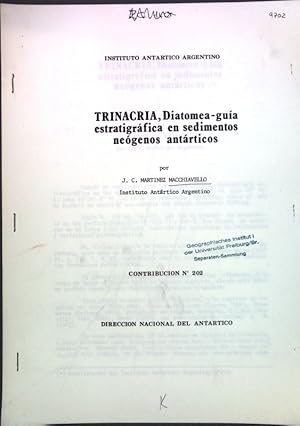 9702
INSTITUTO ANTARTICO ARGENTINO
TRINACRIA, Diatomea-guía
estratigráfica en sedimentos
neógenos antárticos
por
J. C. MARTINEZ MACCHIAVELLO
Instituto Antártico Argentino
Geographisches Institut I
der Universität Freiburg/Br.
Separaten-Sammlung
CONTRIBUCION N° 202
DIRECCION NACIONAL DEL ANTARTICO
K